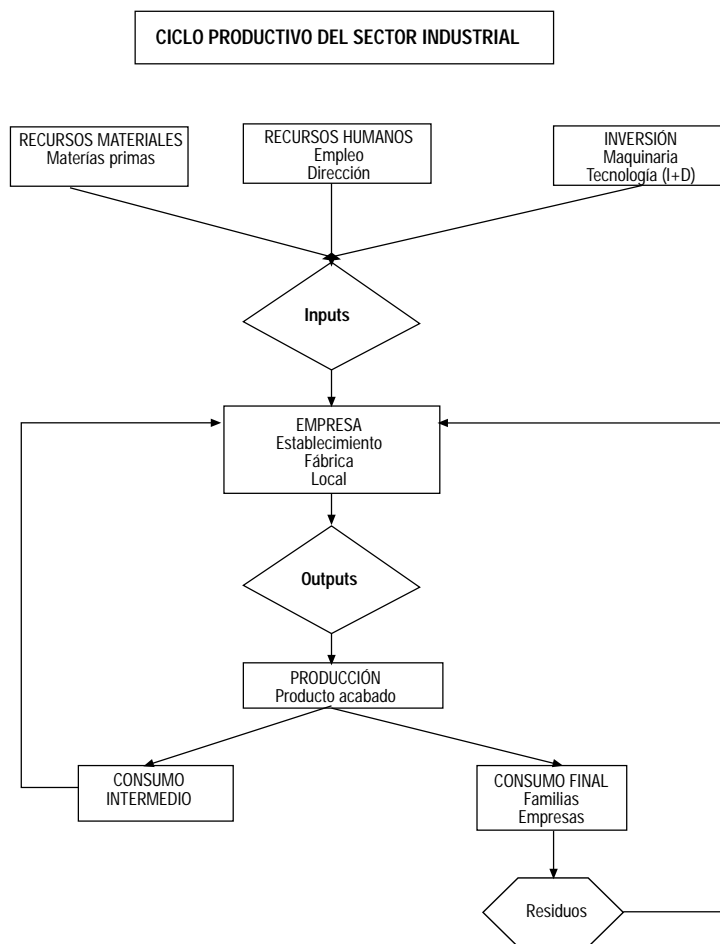 CICLO PRODUCTIVO DEL SECTOR INDUSTRIAL
RECURSOS MATERIALES
Materías primas
RECURSOS HUMANOS
Empleo
Dirección
INVERSIÓN
Maquinaria
Tecnología (I+D)
Inputs
EMPRESA
Establecimiento
Fábrica
Local
Outputs
PRODUCCIÓN
Producto acabado
CONSUMO
INTERMEDIO
CONSUMO FINAL
Familias
Empresas
Residuos